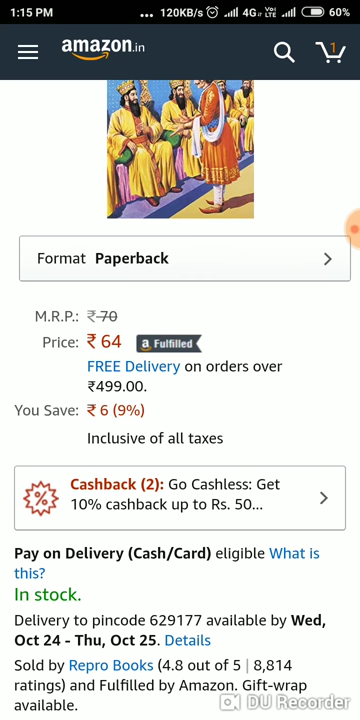 1:15 PM ... 120KB/s 4G VoLTE 60%
amazon.in 1
Format Paperback
M.R.P.: ₹ 70
Price: ₹ 64 a Fulfilled
FREE Delivery on orders over
₹499.00.
You Save: ₹ 6 (9%)
Inclusive of all taxes
Cashback (2): Go Cashless: Get
10% cashback up to Rs. 50...
Pay on Delivery (Cash/Card) eligible What is
this?
In stock.
Delivery to pincode 629177 available by Wed,
Oct 24 - Thu, Oct 25. Details
Sold by Repro Books (4.8 out of 5 | 8,814
ratings) and Fulfilled by Amazon. Gift-wrap
available.
DU Recorder